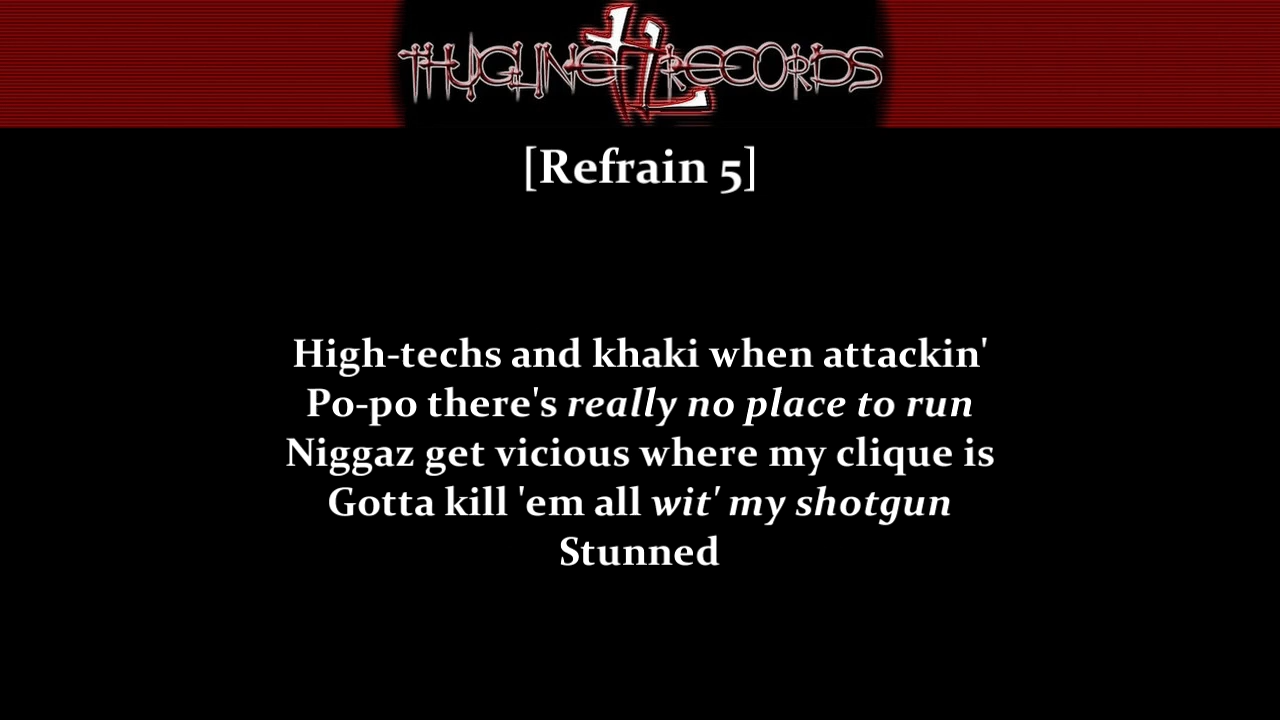 THUGLINE RECORDS
[Refrain 5]
High-techs and khaki when attackin'
Po-po there's really no place to run
Niggaz get vicious where my clique is
Gotta kill 'em all wit' my shotgun
Stunned